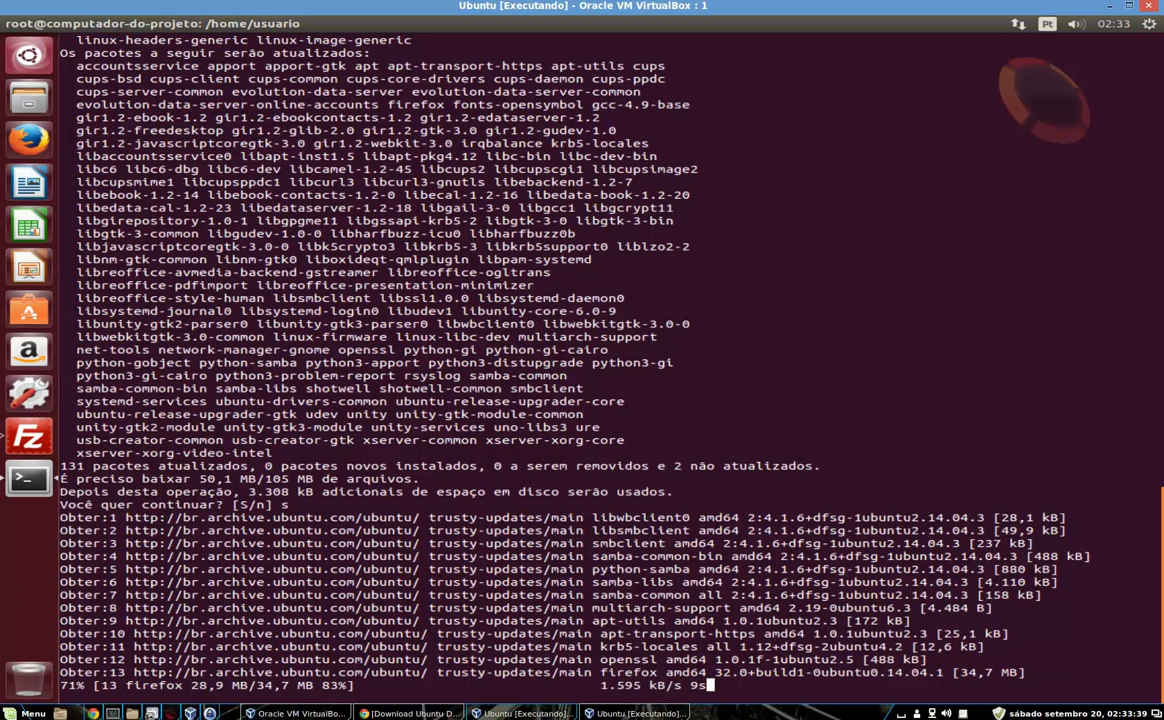 Ubuntu [Executando] - Oracle VM VirtualBox : 1
root@computador-do-projeto: /home/usuario
Pt
02:33
linux-headers-generic linux-image-generic
Os pacotes a seguir serão atualizados:
accountsservice apport apport-gtk apt apt-transport-https apt-utils cups
cups-bsd cups-client cups-common cups-core-drivers cups-daemon cups-ppdc
cups-server-common evolution-data-server evolution-data-server-common
evolution-data-server-online-accounts firefox fonts-opensymbol gcc-4.9-base
gir1.2-ebook-1.2 gir1.2-ebookcontacts-1.2 gir1.2-edataserver-1.2
gir1.2-freedesktop gir1.2-glib-2.0 gir1.2-gtk-3.0 gir1.2-gudev-1.0
gir1.2-javascriptcoregtk-3.0 gir1.2-webkit-3.0 irqbalance krb5-locales
libaccountsservice0 libapt-inst1.5 libapt-pkg4.12 libc-bin libc-dev-bin
libc6 libc6-dbg libc6-dev libcamel-1.2-45 libcups2 libcupscgi1 libcupsimage2
libcupsmime1 libcupsppdc1 libcurl3 libcurl3-gnutls libebackend-1.2-7
libebook-1.2-14 libebook-contacts-1.2-0 libecal-1.2-16 libedata-book-1.2-20
libedata-cal-1.2-23 libedataserver-1.2-18 libgail-3-0 libgcc1 libgcrypt11
libgirepository-1.0-1 libgpgme11 libgssapi-krb5-2 libgtk-3-0 libgtk-3-bin
libgtk-3-common libgudev-1.0-0 libharfbuzz-icu0 libharfbuzz0b
libjavascriptcoregtk-3.0-0 libk5crypto3 libkrb5-3 libkrb5support0 liblzo2-2
libnm-gtk-common libnm-gtk0 liboxideqt-qmlplugin libpam-systemd
libreoffice-avmedia-backend-gstreamer libreoffice-ogltrans
libreoffice-pdfimport libreoffice-presentation-minimizer
libreoffice-style-human libsmbclient libssl1.0.0 libsystemd-daemon0
libsystemd-journal0 libsystemd-login0 libudev1 libunity-core-6.0-9
libunity-gtk2-parser0 libunity-gtk3-parser0 libwbclient0 libwebkitgtk-3.0-0
libwebkitgtk-3.0-common linux-firmware linux-libc-dev multiarch-support
net-tools network-manager-gnome openssl python-gi python-gi-cairo
python-gobject python-samba python3-apport python3-distupgrade python3-gi
python3-gi-cairo python3-problem-report rsyslog samba-common
samba-common-bin samba-libs shotwell shotwell-common smbclient
systemd-services ubuntu-drivers-common ubuntu-release-upgrader-core
ubuntu-release-upgrader-gtk udev unity unity-gtk-module-common
unity-gtk2-module unity-gtk3-module unity-services uno-libs3 ure
usb-creator-common usb-creator-gtk xserver-common xserver-xorg-core
xserver-xorg-video-intel
131 pacotes atualizados, 0 pacotes novos instalados, 0 a serem removidos e 2 não atualizados.
É preciso baixar 50,1 MB/105 MB de arquivos.
Depois desta operação, 3.308 kB adicionais de espaço em disco serão usados.
Você quer continuar? [S/n] s
Obter:1 http://br.archive.ubuntu.com/ubuntu/ trusty-updates/main libwbclient0 amd64 2:4.1.6+dfsg-1ubuntu2.14.04.3 [28,1 kB]
Obter:2 http://br.archive.ubuntu.com/ubuntu/ trusty-updates/main libsmbclient amd64 2:4.1.6+dfsg-1ubuntu2.14.04.3 [49,9 kB]
Obter:3 http://br.archive.ubuntu.com/ubuntu/ trusty-updates/main smbclient amd64 2:4.1.6+dfsg-1ubuntu2.14.04.3 [237 kB]
Obter:4 http://br.archive.ubuntu.com/ubuntu/ trusty-updates/main samba-common-bin amd64 2:4.1.6+dfsg-1ubuntu2.14.04.3 [488 kB]
Obter:5 http://br.archive.ubuntu.com/ubuntu/ trusty-updates/main python-samba amd64 2:4.1.6+dfsg-1ubuntu2.14.04.3 [880 kB]
Obter:6 http://br.archive.ubuntu.com/ubuntu/ trusty-updates/main samba-libs amd64 2:4.1.6+dfsg-1ubuntu2.14.04.3 [4.110 kB]
Obter:7 http://br.archive.ubuntu.com/ubuntu/ trusty-updates/main samba-common all 2:4.1.6+dfsg-1ubuntu2.14.04.3 [158 kB]
Obter:8 http://br.archive.ubuntu.com/ubuntu/ trusty-updates/main multiarch-support amd64 2.19-0ubuntu6.3 [4.484 B]
Obter:9 http://br.archive.ubuntu.com/ubuntu/ trusty-updates/main apt-utils amd64 1.0.1ubuntu2.3 [172 kB]
Obter:10 http://br.archive.ubuntu.com/ubuntu/ trusty-updates/main apt-transport-https amd64 1.0.1ubuntu2.3 [25,1 kB]
Obter:11 http://br.archive.ubuntu.com/ubuntu/ trusty-updates/main krb5-locales all 1.12+dfsg-2ubuntu4.2 [12,6 kB]
Obter:12 http://br.archive.ubuntu.com/ubuntu/ trusty-updates/main openssl amd64 1.0.1f-1ubuntu2.5 [488 kB]
Obter:13 http://br.archive.ubuntu.com/ubuntu/ trusty-updates/main firefox amd64 32.0+build1-0ubuntu0.14.04.1 [34,7 MB]
71% [13 firefox 28,9 MB/34,7 MB 83%] 1.595 kB/s 9s
Menu
Oracle VM VirtualBo...
[Download Ubuntu D...
Ubuntu [Executand...
Ubuntu [Executand...
sábado setembro 20, 02:33:39